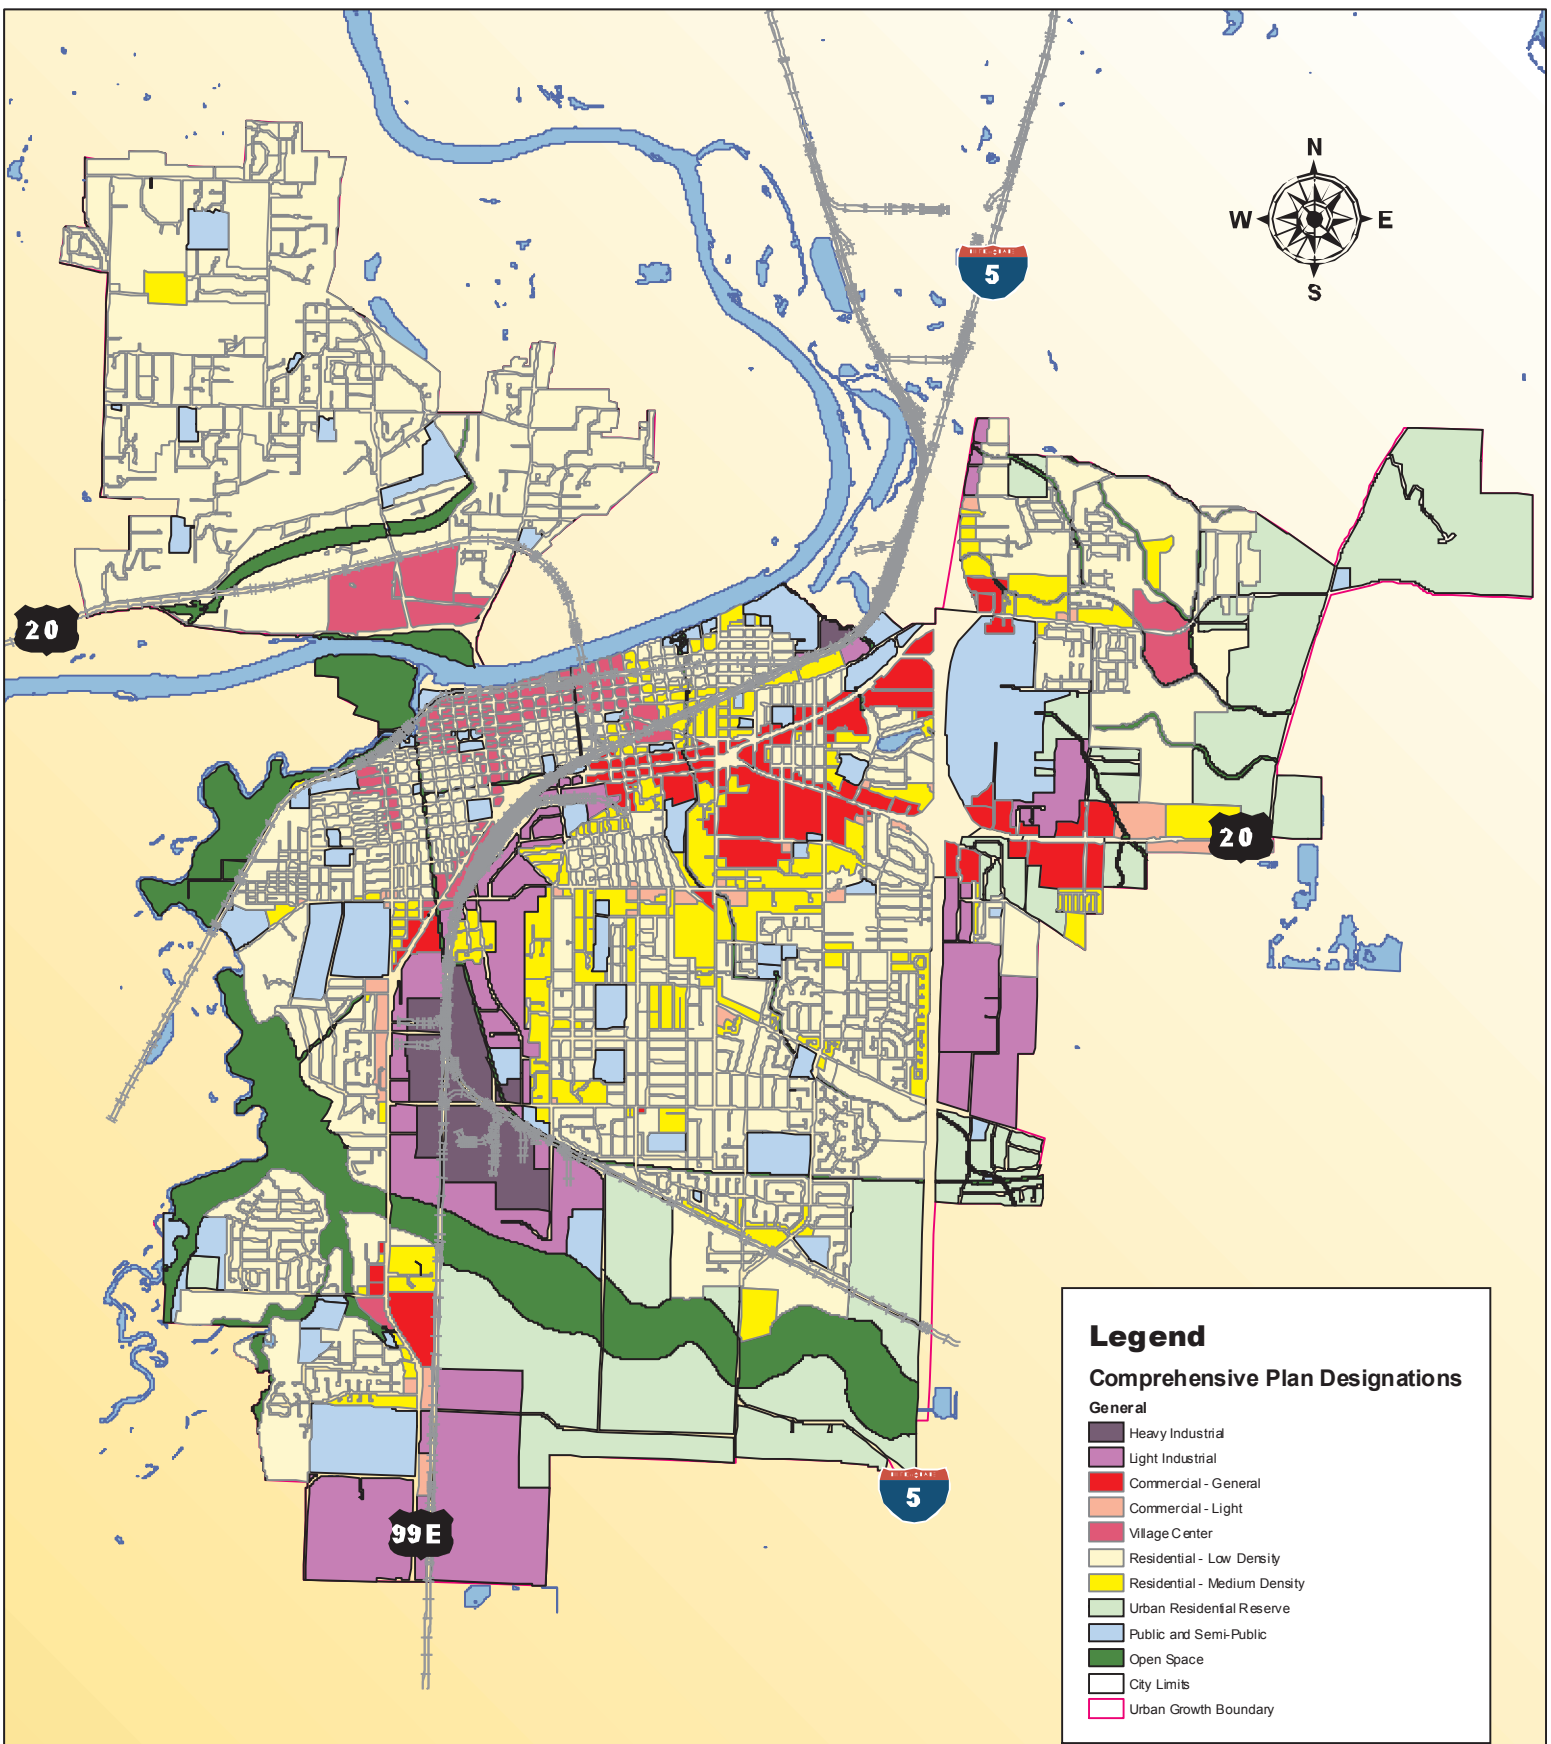 N
W E
S
5
20
20
5
99E
Legend
Comprehensive Plan Designations
General
Heavy Industrial
Light Industrial
Commercial - General
Commercial - Light
Village Center
Residential - Low Density
Residential - Medium Density
Urban Residential Reserve
Public and Semi-Public
Open Space
City Limits
Urban Growth Boundary